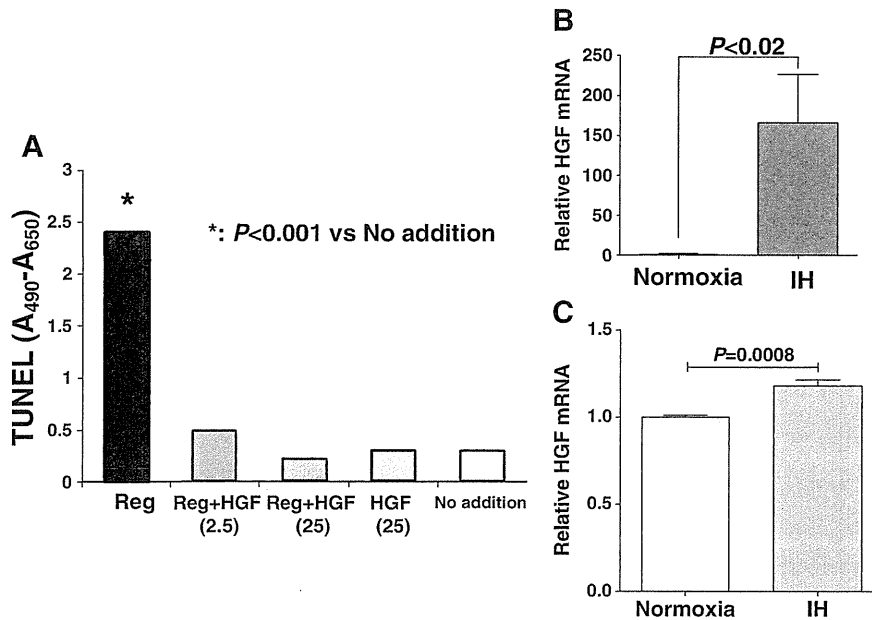 A
TUNEL (A490-A650)
3
2.5
2
1.5
1
0.5
0
*
*: P<0.001 vs No addition
Reg
Reg+HGF
(2.5)
Reg+HGF
(25)
HGF
(25)
No addition
B
Relative HGF mRNA
250
200
150
100
50
0
P<0.02
Normoxia
IH
C
Relative HGF mRNA
1.5
1.0
0.5
0.0
P=0.0008
Normoxia
IH